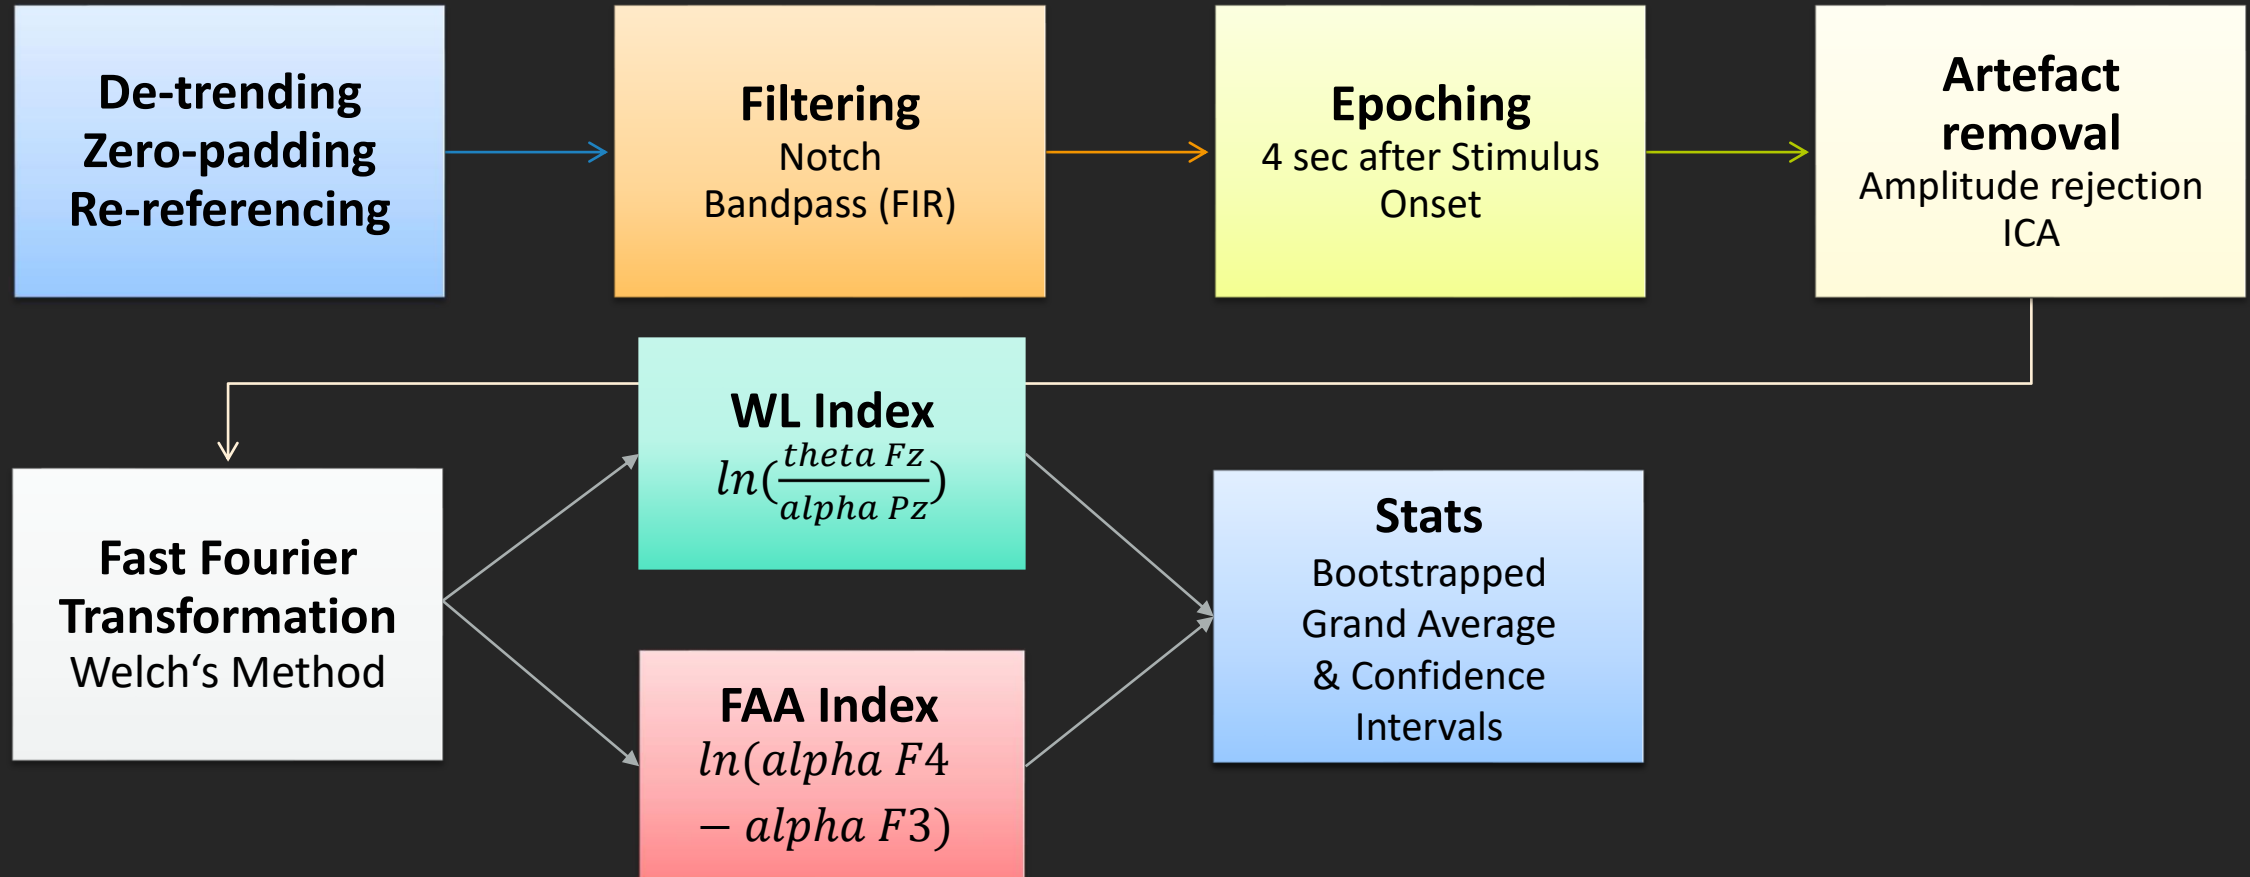 De-trending
Zero-padding
Re-referencing
Filtering
Notch
Bandpass (FIR)
Epoching
4 sec after Stimulus
Onset
Artefact
removal
Amplitude rejection
ICA
WL Index
ln(theta Fz / alpha Pz)
Fast Fourier
Transformation
Welch‘s Method
FAA Index
ln(alpha F4
− alpha F3)
Stats
Bootstrapped
Grand Average
& Confidence
Intervals